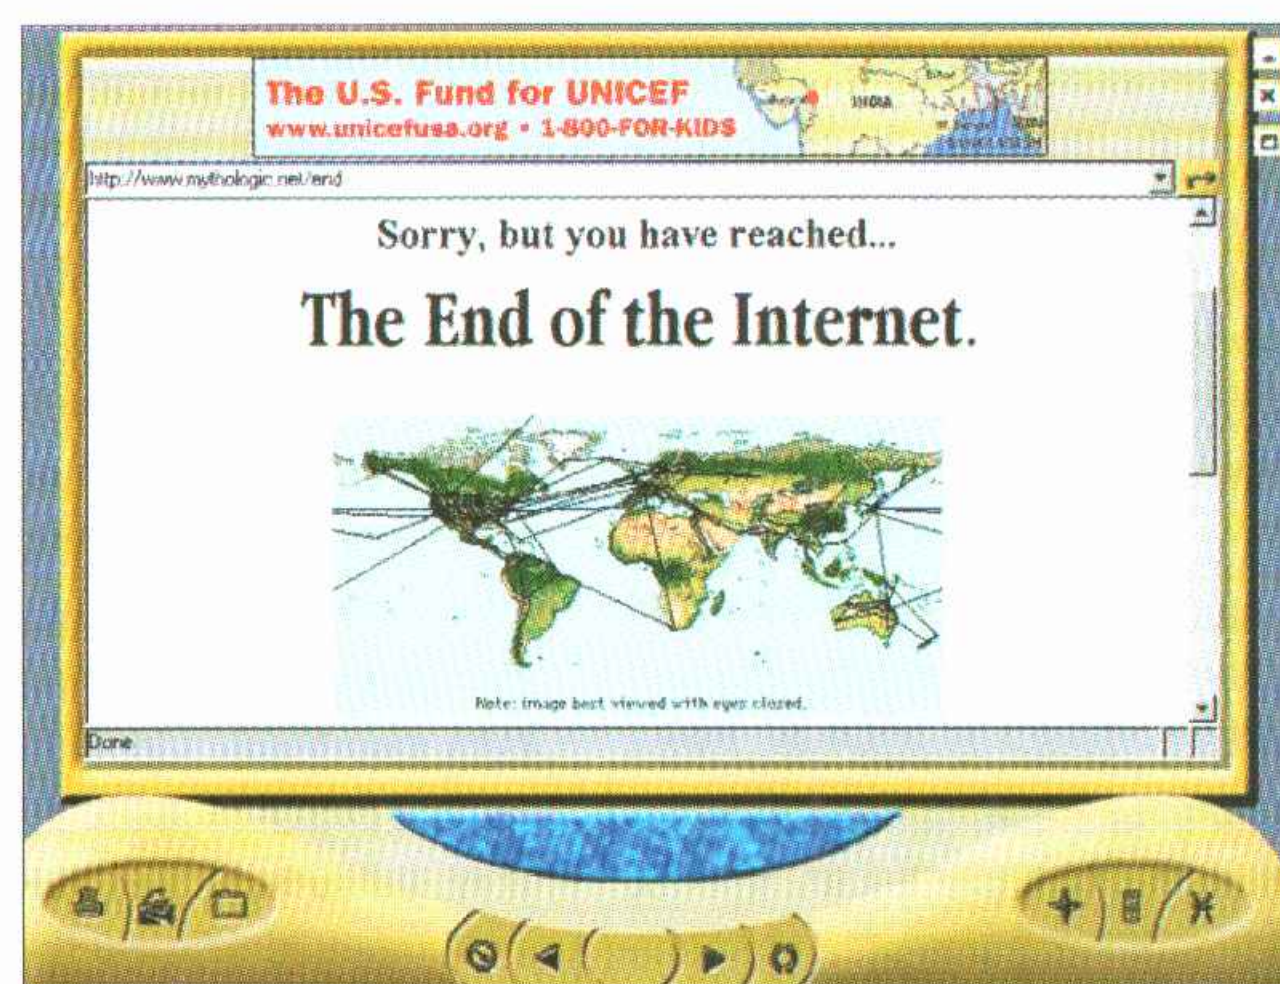 The U.S. Fund for UNICEF
www.unicefusa.org • 1-800-FOR-KIDS
INDIA
http://www.mythologic.net/end
Sorry, but you have reached...
The End of the Internet.
Note: image best viewed with eyes closed.
Done